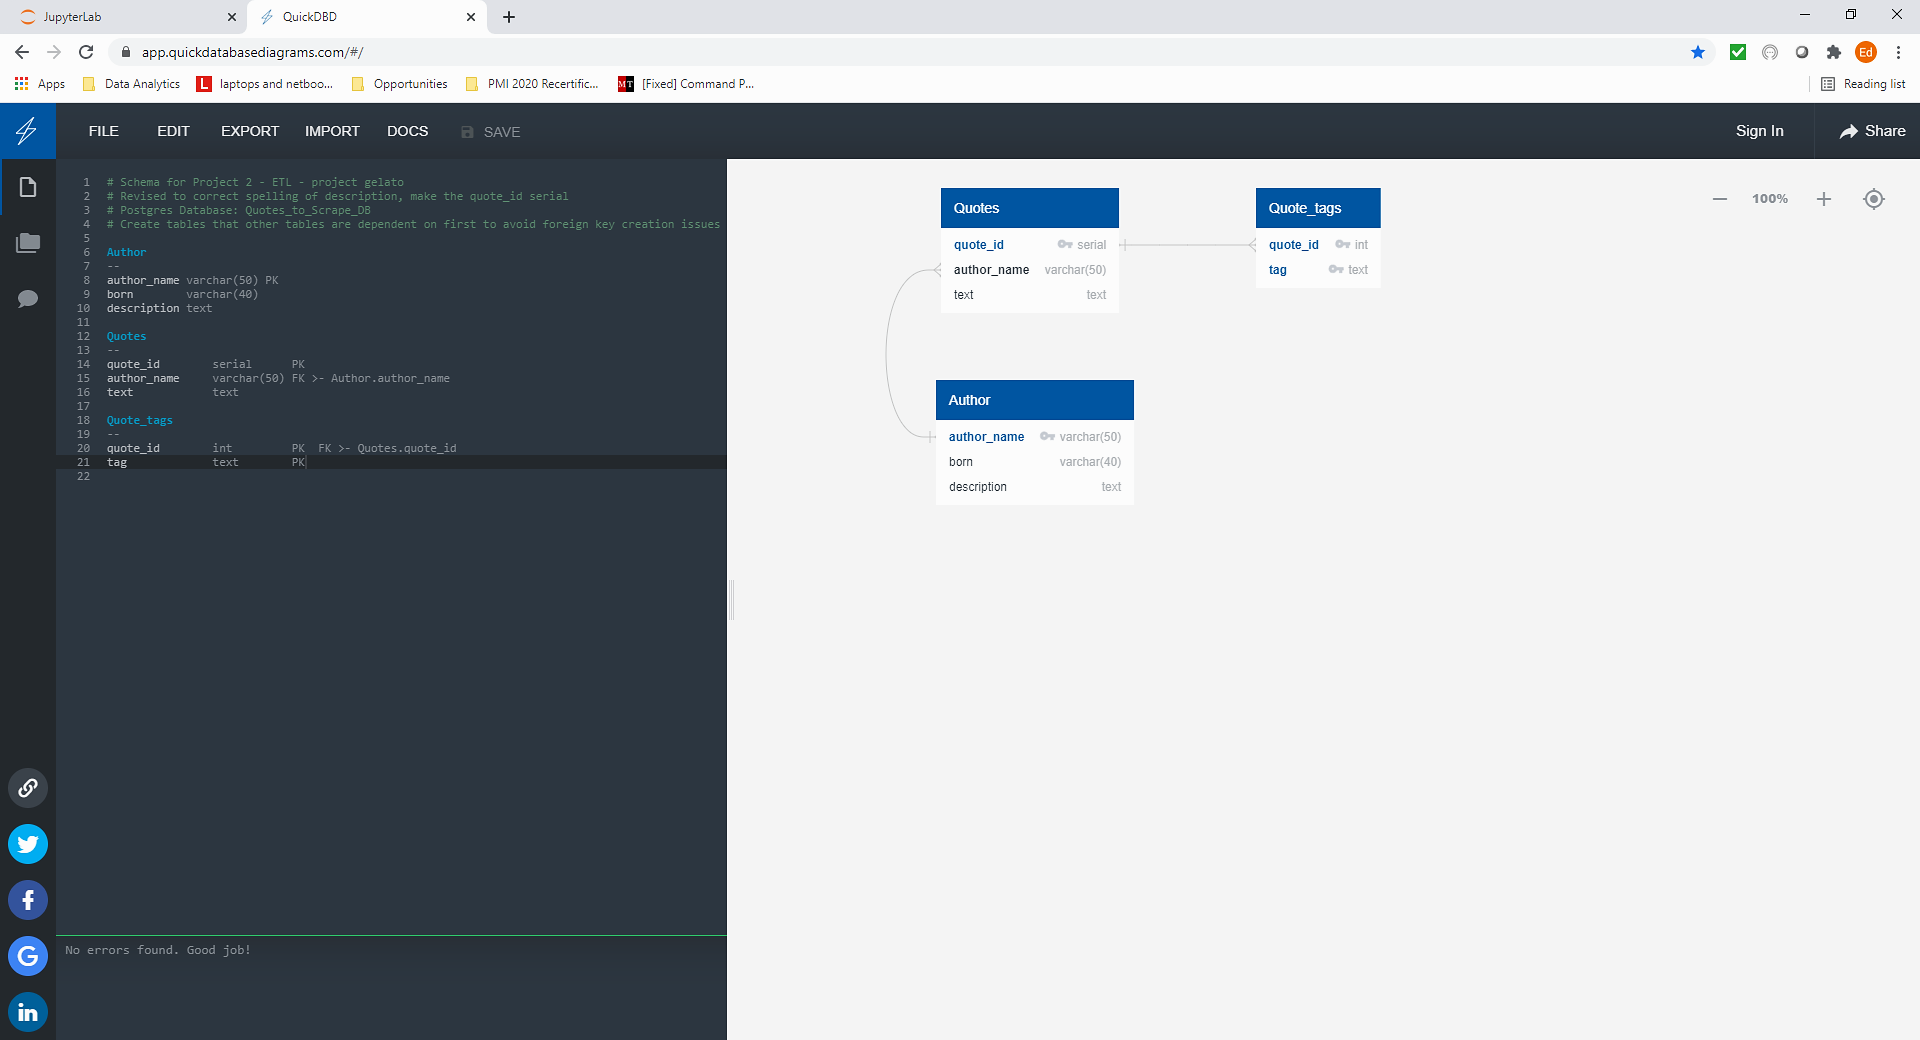 JupyterLab
QuickDBD
app.quickdatabasediagrams.com/#/
Ed
Apps
Data Analytics
L
laptops and netboo...
Opportunities
PMI 2020 Recertific...
MT
[Fixed] Command P...
Reading list
FILE
EDIT
EXPORT
IMPORT
DOCS
SAVE
Sign In
Share
1 # Schema for Project 2 - ETL - project gelato
2 # Revised to correct spelling of description, make the quote_id serial
3 # Postgres Database: Quotes_to_Scrape_DB
4 # Create tables that other tables are dependent on first to avoid foreign key creation issues
5
6 Author
7 --
8 author_name varchar(50) PK
9 born varchar(40)
10 description text
11
12 Quotes
13 --
14 quote_id serial PK
15 author_name varchar(50) FK >- Author.author_name
16 text text
17
18 Quote_tags
19 --
20 quote_id int PK FK >- Quotes.quote_id
21 tag text PK
22
No errors found. Good job!
Quotes
quote_id serial
author_name varchar(50)
text text
Quote_tags
quote_id int
tag text
Author
author_name varchar(50)
born varchar(40)
description text
100%